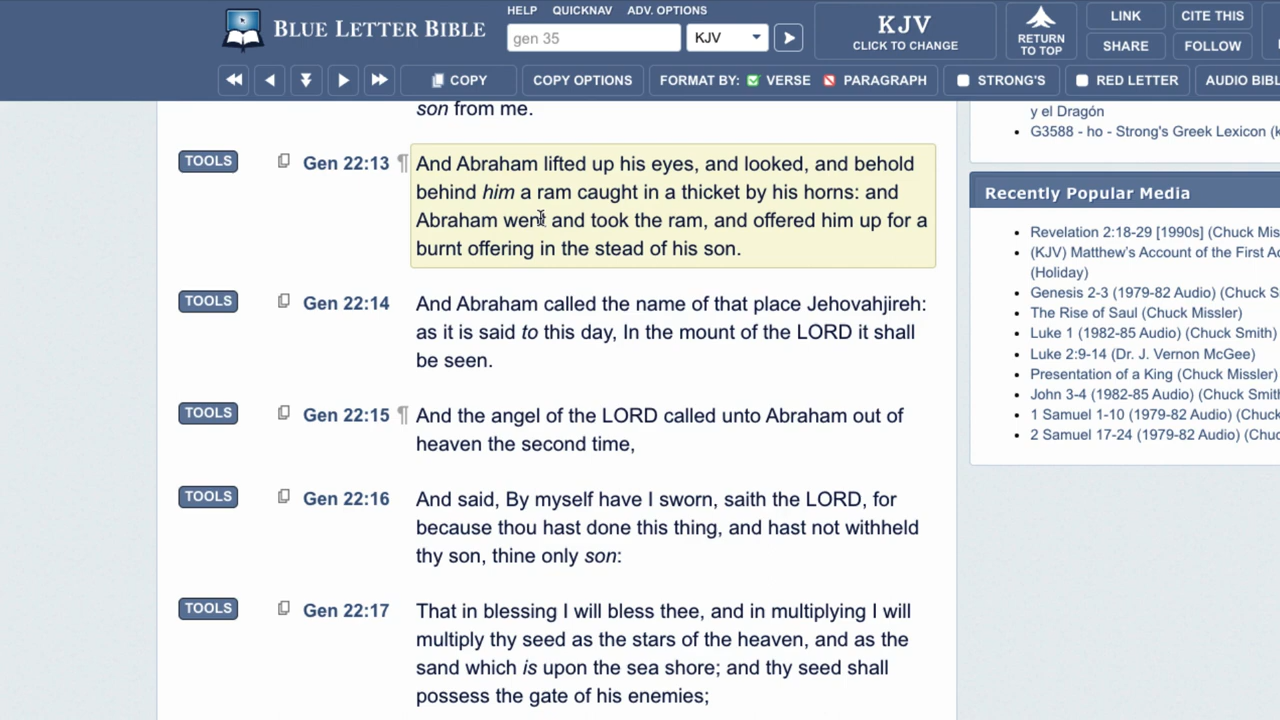 HELP QUICKNAV ADV. OPTIONS
BLUE LETTER BIBLE
gen 35
KJV
KJV
CLICK TO CHANGE
RETURN
TO TOP
LINK
CITE THIS
SHARE
FOLLOW
COPY
COPY OPTIONS
FORMAT BY: VERSE PARAGRAPH
STRONG'S
RED LETTER
AUDIO BIBL
son from me.
TOOLS Gen 22:13 ¶ And Abraham lifted up his eyes, and looked, and behold
behind him a ram caught in a thicket by his horns: and
Abraham went and took the ram, and offered him up for a
burnt offering in the stead of his son.
TOOLS Gen 22:14 And Abraham called the name of that place Jehovahjireh:
as it is said to this day, In the mount of the LORD it shall
be seen.
TOOLS Gen 22:15 ¶ And the angel of the LORD called unto Abraham out of
heaven the second time,
TOOLS Gen 22:16 And said, By myself have I sworn, saith the LORD, for
because thou hast done this thing, and hast not withheld
thy son, thine only son:
TOOLS Gen 22:17 That in blessing I will bless thee, and in multiplying I will
multiply thy seed as the stars of the heaven, and as the
sand which is upon the sea shore; and thy seed shall
possess the gate of his enemies;
y el Dragón
G3588 - ho - Strong's Greek Lexicon (k
Recently Popular Media
Revelation 2:18-29 [1990s] (Chuck Mis
(KJV) Matthew's Account of the First Ad
(Holiday)
Genesis 2-3 (1979-82 Audio) (Chuck S
The Rise of Saul (Chuck Missler)
Luke 1 (1982-85 Audio) (Chuck Smith)
Luke 2:9-14 (Dr. J. Vernon McGee)
Presentation of a King (Chuck Missler)
John 3-4 (1982-85 Audio) (Chuck Smit
1 Samuel 1-10 (1979-82 Audio) (Chuck
2 Samuel 17-24 (1979-82 Audio) (Chuc